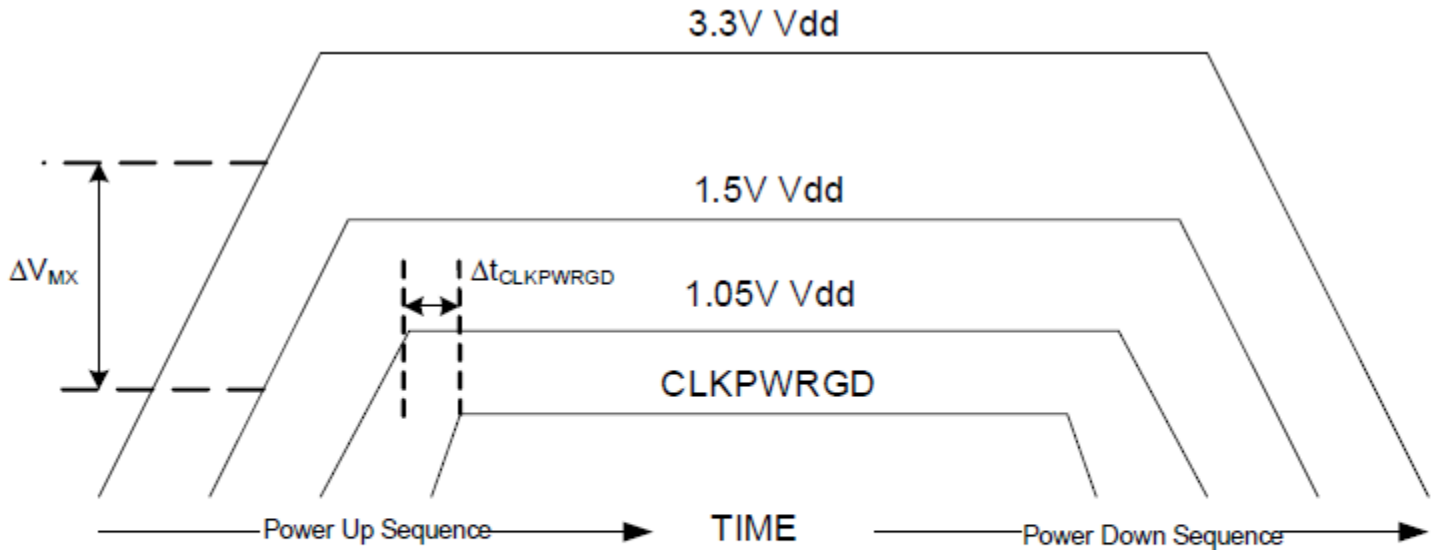 3.3V Vdd
1.5V Vdd
ΔV_MX
Δt_CLKPWRGD
1.05V Vdd
CLKPWRGD
Power Up Sequence
TIME
Power Down Sequence